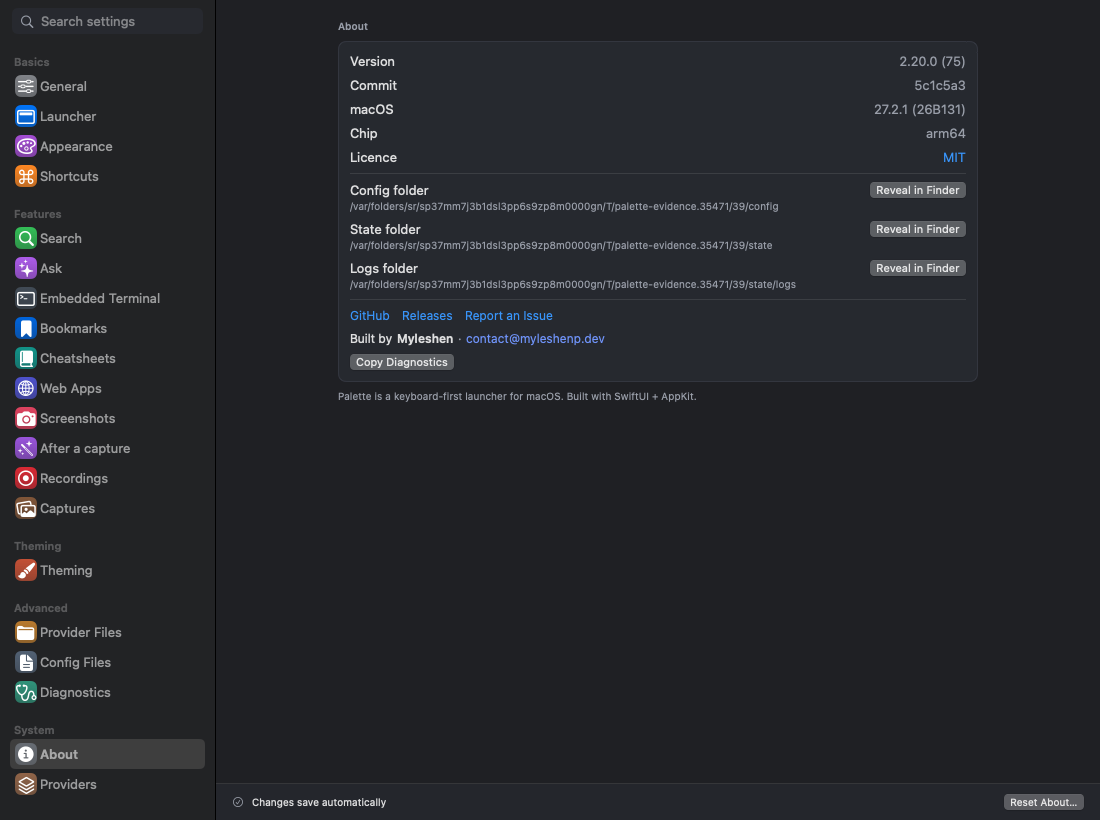 Search settings
Basics
General
Launcher
Appearance
Shortcuts
Features
Search
Ask
Embedded Terminal
Bookmarks
Cheatsheets
Web Apps
Screenshots
After a capture
Recordings
Captures
Theming
Theming
Advanced
Provider Files
Config Files
Diagnostics
System
About
Providers
About
Version 2.20.0 (75)
Commit 5c1c5a3
macOS 27.2.1 (26B131)
Chip arm64
Licence MIT
Config folder Reveal in Finder
/var/folders/sr/sp37mm7j3b1dsl3pp6s9zp8m0000gn/T/palette-evidence.35471/39/config
State folder Reveal in Finder
/var/folders/sr/sp37mm7j3b1dsl3pp6s9zp8m0000gn/T/palette-evidence.35471/39/state
Logs folder Reveal in Finder
/var/folders/sr/sp37mm7j3b1dsl3pp6s9zp8m0000gn/T/palette-evidence.35471/39/state/logs
GitHub Releases Report an Issue
Built by Myleshen · contact@myleshenp.dev
Copy Diagnostics
Palette is a keyboard-first launcher for macOS. Built with SwiftUI + AppKit.
Changes save automatically Reset About...